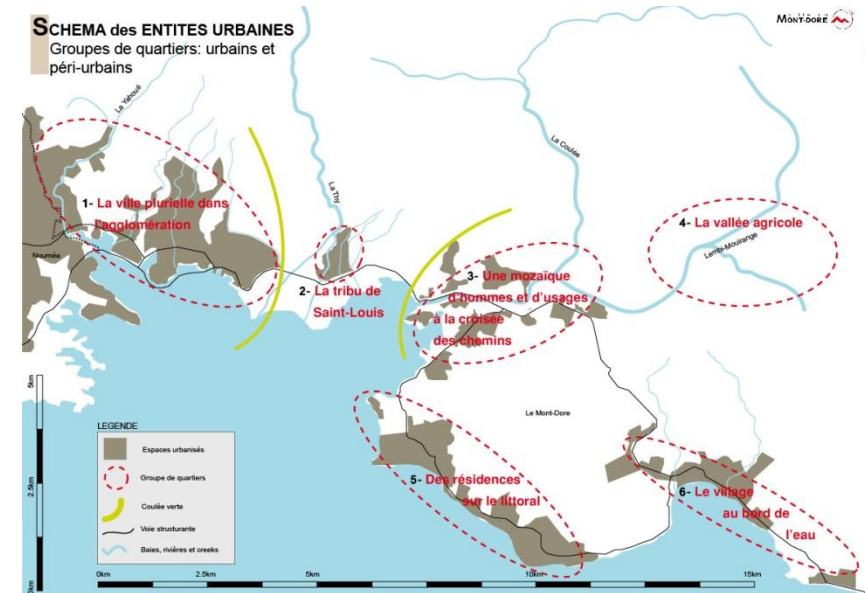 SCHEMA des ENTITES URBAINES
Groupes de quartiers: urbains et
péri-urbains
MONT-DORE
La Yahoué
La Thy
La Coulée
Lembi-Mouirange
1- La ville plurielle dans
l'agglomération
Nouméa
2- La tribu de
Saint-Louis
3- Une mozaïque
d'hommes et d'usages
à la croisée
des chemins
4- La vallée agricole
Le Mont-Dore
5- Des résidences
sur le littoral
6- Le village
au bord de
l'eau
LEGENDE
Espaces urbanisés
Groupe de quartiers
Coulée verte
Voie structurante
Baies, rivières et creeks
5km
2.5km
0km
0km 2.5km 5km 10km 15km